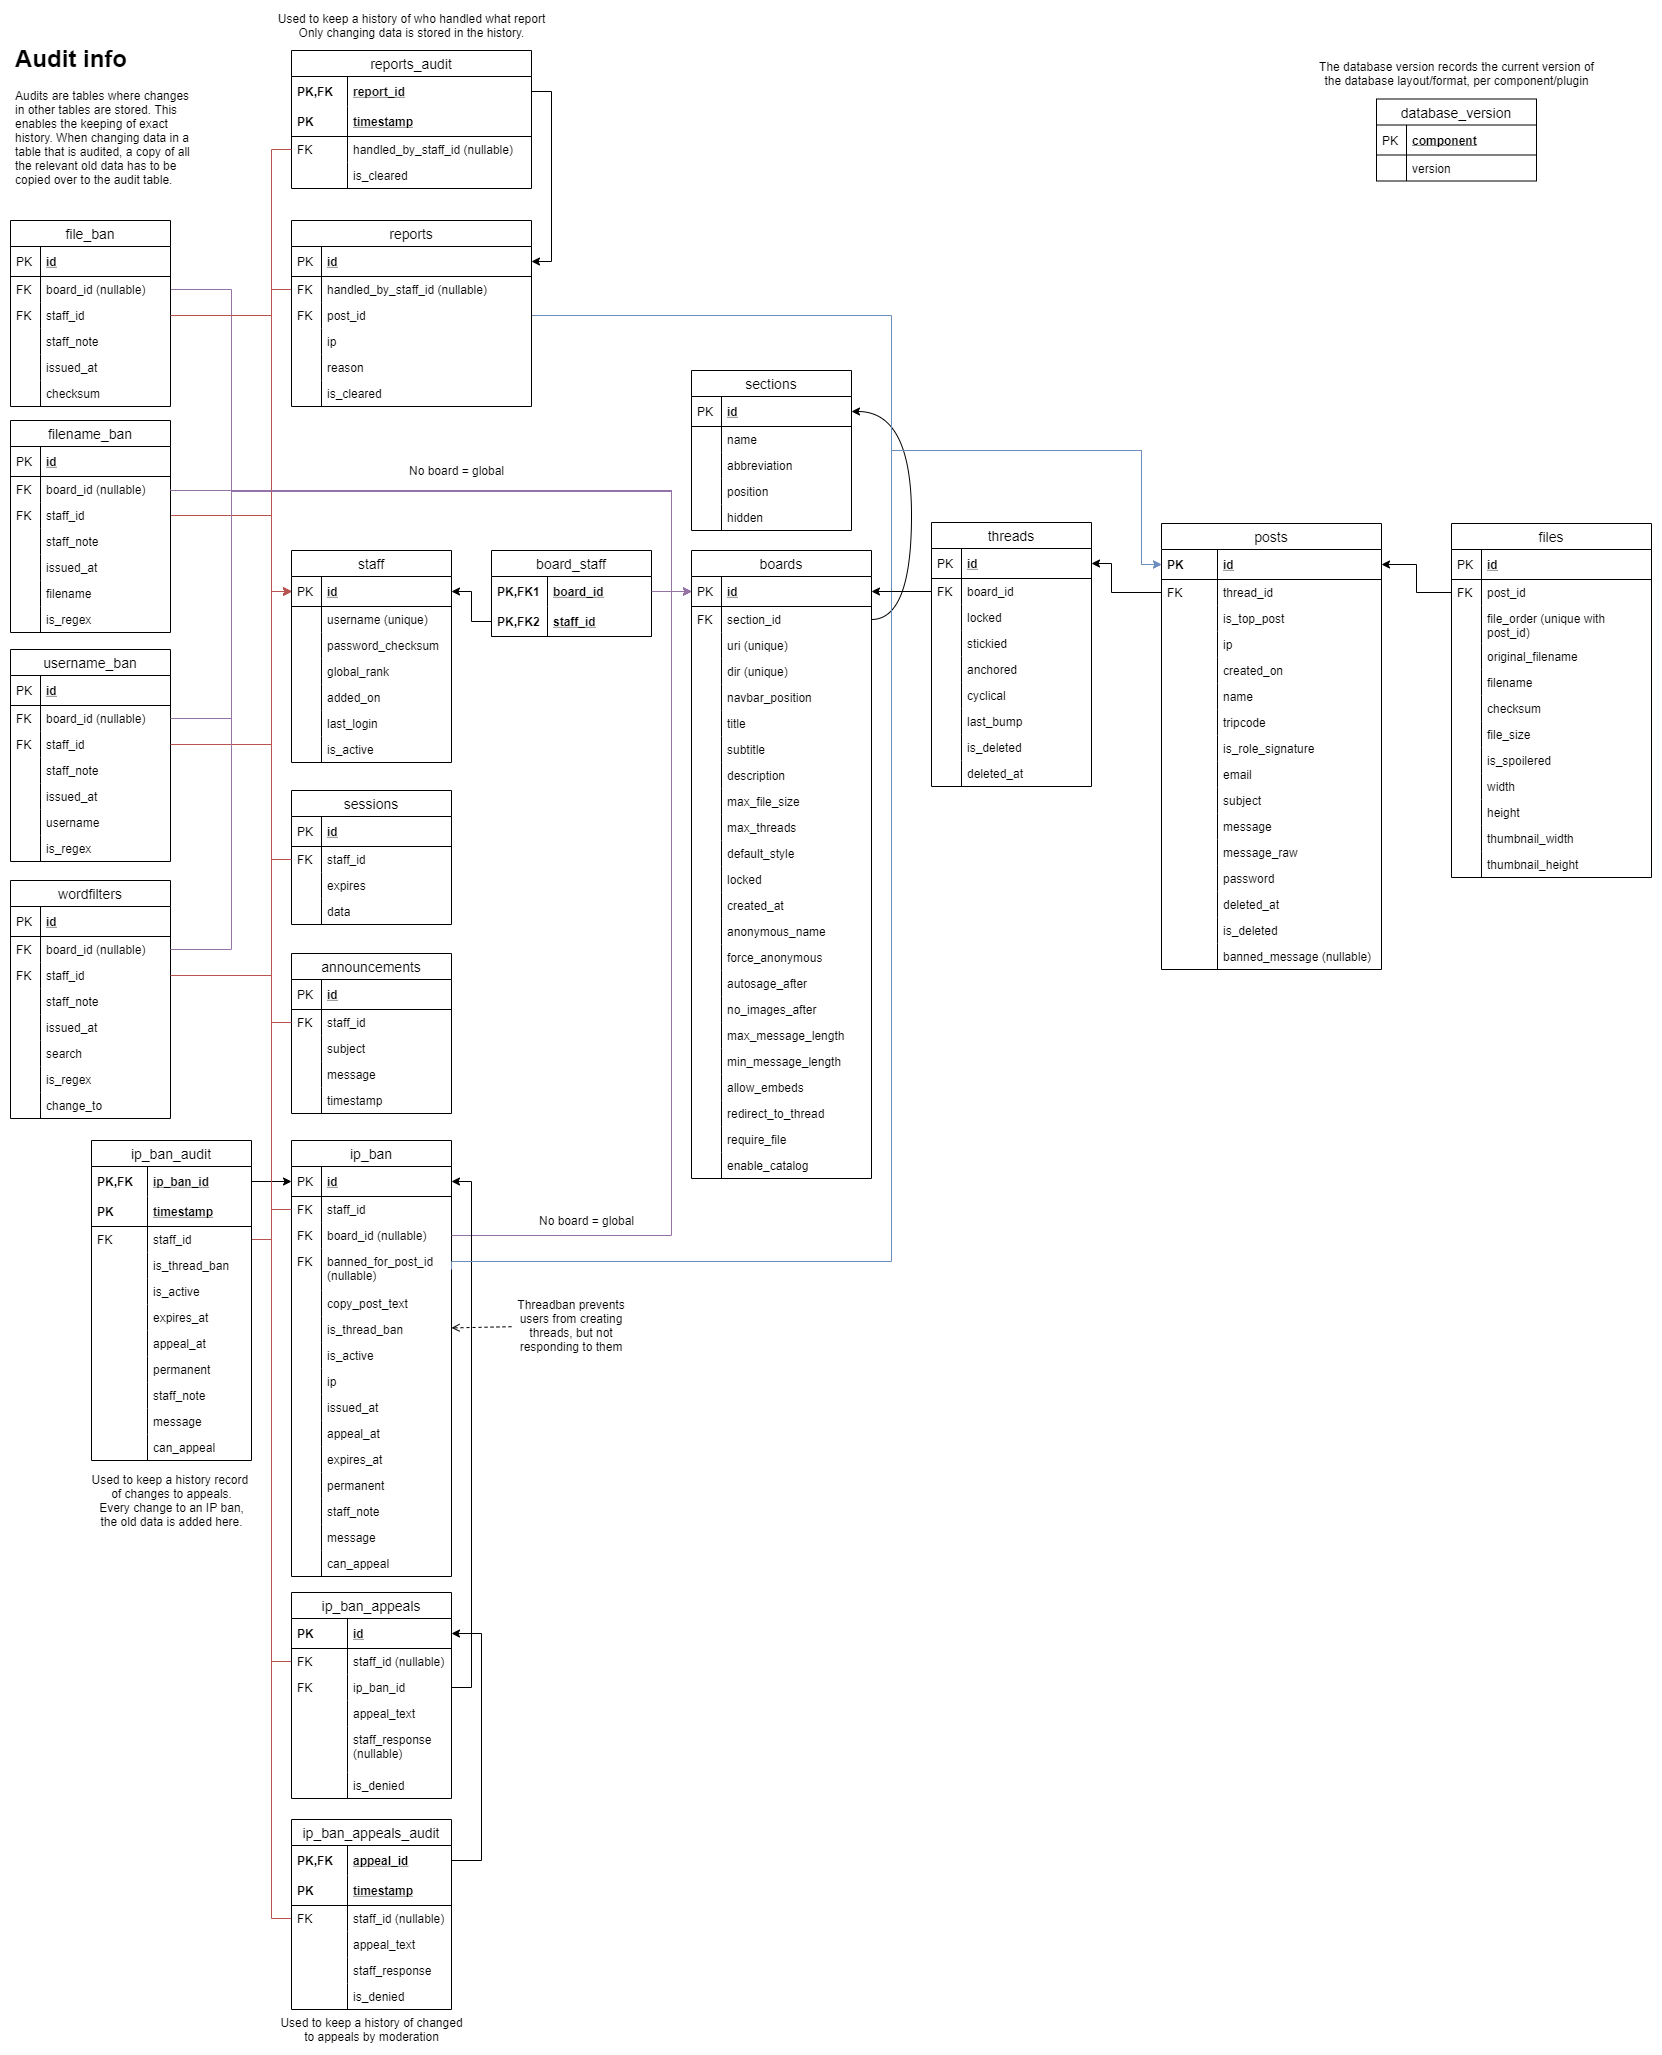 Used to keep a history of who handled what report
Only changing data is stored in the history.
Audit info
Audits are tables where changes
in other tables are stored. This
enables the keeping of exact
history. When changing data in a
table that is audited, a copy of all
the relevant old data has to be
copied over to the audit table.
reports_audit
PK,FK report_id
PK timestamp
FK handled_by_staff_id (nullable)
is_cleared
The database version records the current version of
the database layout/format, per component/plugin
database_version
PK component
version
file_ban
PK id
FK board_id (nullable)
FK staff_id
staff_note
issued_at
checksum
reports
PK id
FK handled_by_staff_id (nullable)
FK post_id
ip
reason
is_cleared
filename_ban
PK id
FK board_id (nullable)
FK staff_id
staff_note
issued_at
filename
is_regex
No board = global
sections
PK id
name
abbreviation
position
hidden
username_ban
PK id
FK board_id (nullable)
FK staff_id
staff_note
issued_at
username
is_regex
staff
PK id
username (unique)
password_checksum
global_rank
added_on
last_login
is_active
board_staff
PK,FK1 board_id
PK,FK2 staff_id
boards
PK id
FK section_id
uri (unique)
dir (unique)
navbar_position
title
subtitle
description
max_file_size
max_threads
default_style
locked
created_at
anonymous_name
force_anonymous
autosage_after
no_images_after
max_message_length
min_message_length
allow_embeds
redirect_to_thread
require_file
enable_catalog
threads
PK id
FK board_id
locked
stickied
anchored
cyclical
last_bump
is_deleted
deleted_at
posts
PK id
FK thread_id
is_top_post
ip
created_on
name
tripcode
is_role_signature
email
subject
message
message_raw
password
deleted_at
is_deleted
banned_message (nullable)
files
PK id
FK post_id
file_order (unique with
post_id)
original_filename
filename
checksum
file_size
is_spoilered
width
height
thumbnail_width
thumbnail_height
sessions
PK id
FK staff_id
expires
data
wordfilters
PK id
FK board_id (nullable)
FK staff_id
staff_note
issued_at
search
is_regex
change_to
announcements
PK id
FK staff_id
subject
message
timestamp
ip_ban_audit
PK,FK ip_ban_id
PK timestamp
FK staff_id
is_thread_ban
is_active
expires_at
appeal_at
permanent
staff_note
message
can_appeal
Used to keep a history record
of changes to appeals.
Every change to an IP ban,
the old data is added here.
ip_ban
PK id
FK staff_id
FK board_id (nullable)
FK banned_for_post_id
(nullable)
copy_post_text
is_thread_ban
is_active
ip
issued_at
appeal_at
expires_at
permanent
staff_note
message
can_appeal
No board = global
Threadban prevents
users from creating
threads, but not
responding to them
ip_ban_appeals
PK id
FK staff_id (nullable)
FK ip_ban_id
appeal_text
staff_response
(nullable)
is_denied
ip_ban_appeals_audit
PK,FK appeal_id
PK timestamp
FK staff_id (nullable)
appeal_text
staff_response
is_denied
Used to keep a history of changed
to appeals by moderation